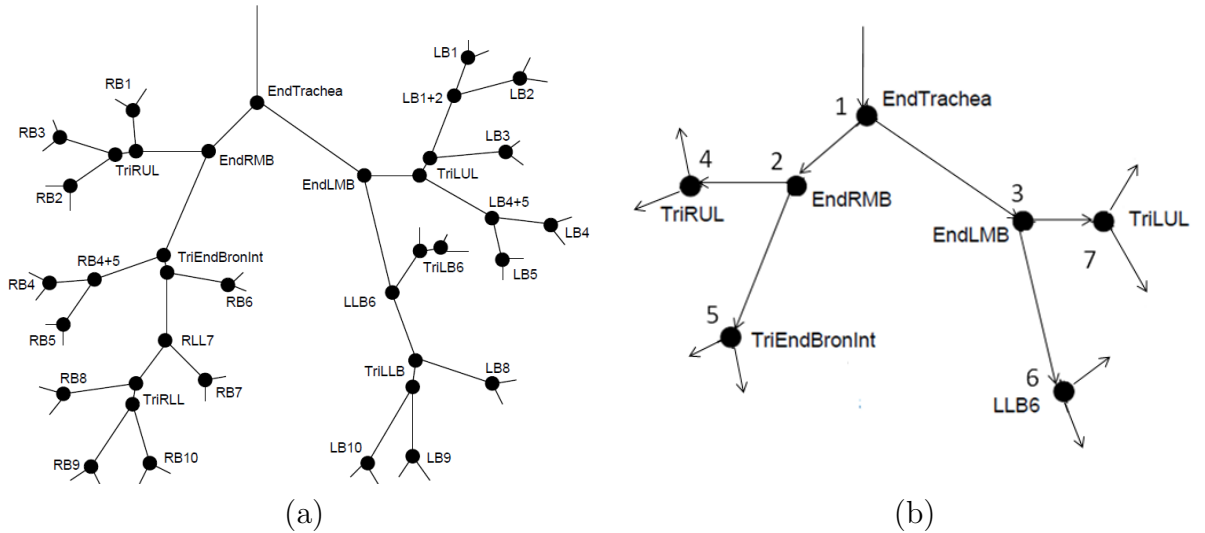 EndTrachea
RB1
RB3
RB2
TriRUL
EndRMB
LB1
LB1+2
LB2
LB3
TriLUL
EndLMB
LB4+5
LB4
LB5
TriEndBronInt
RB4+5
RB4
RB5
RB6
TriLB6
LLB6
RLL7
RB8
RB7
TriRLL
RB9
RB10
TriLLB
LB8
LB10
LB9
(a)
1
EndTrachea
4
2
TriRUL
EndRMB
3
EndLMB
TriLUL
7
5
TriEndBronInt
6
LLB6
(b)